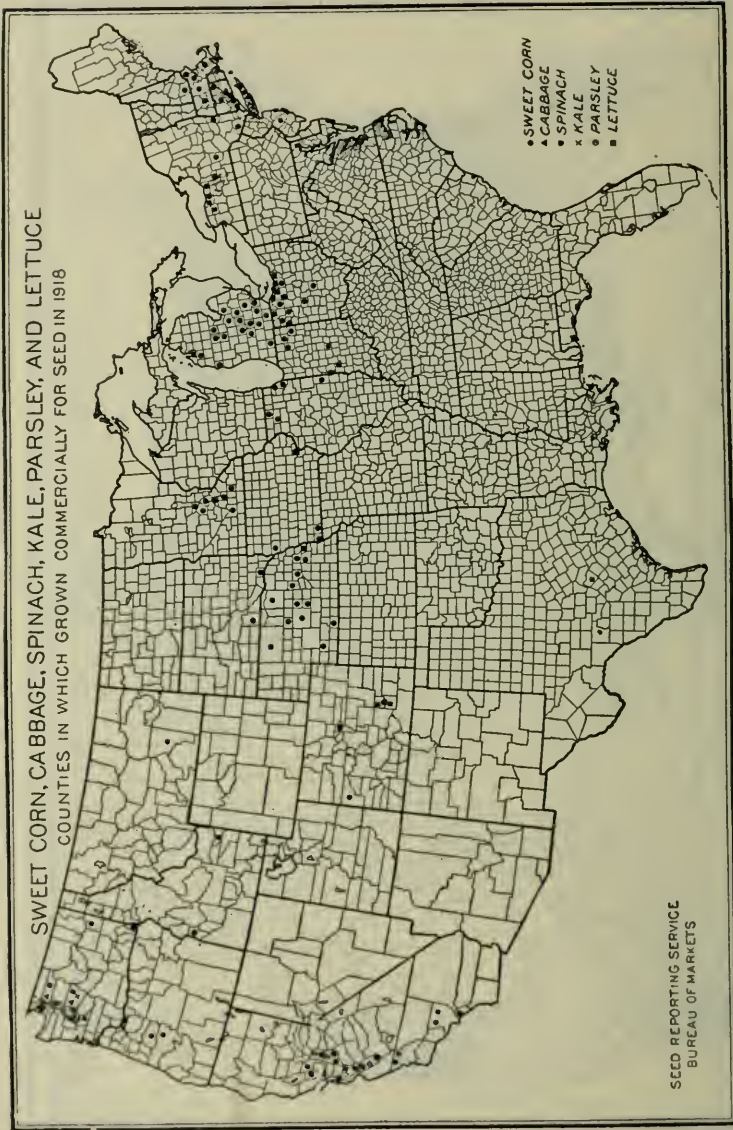 SWEET CORN, CABBAGE, SPINACH, KALE, PARSLEY, AND LETTUCE
COUNTIES IN WHICH GROWN COMMERCIALLY FOR SEED IN 1918
SWEET CORN
CABBAGE
SPINACH
KALE
PARSLEY
LETTUCE
SEED REPORTING SERVICE
BUREAU OF MARKETS